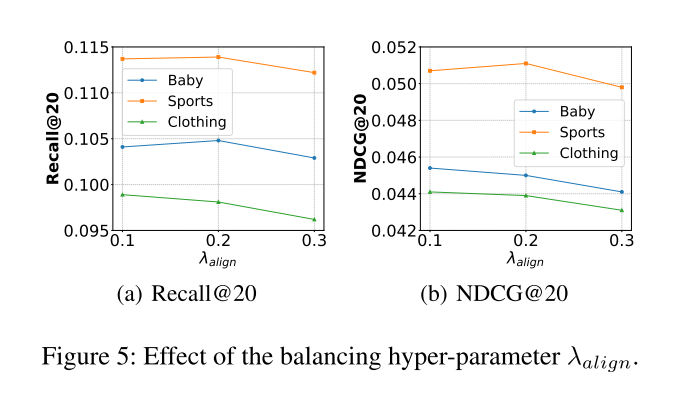 0.115
0.110
0.105
0.100
0.095
Recall@20
Baby
Sports
Clothing
0.1 0.2 0.3
λalign
(a) Recall@20
0.052
0.050
0.048
0.046
0.044
0.042
NDCG@20
Baby
Sports
Clothing
0.1 0.2 0.3
λalign
(b) NDCG@20
Figure 5: Effect of the balancing hyper-parameter λalign.